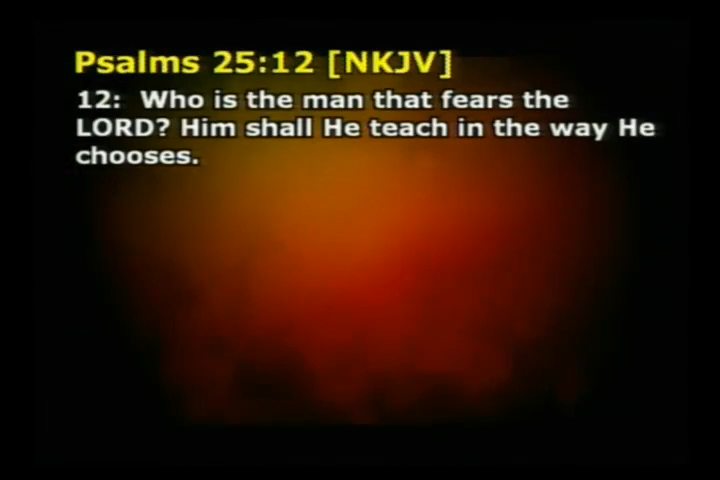 Psalms 25:12 [NKJV]
12:  Who is the man that fears the
LORD? Him shall He teach in the way He
chooses.